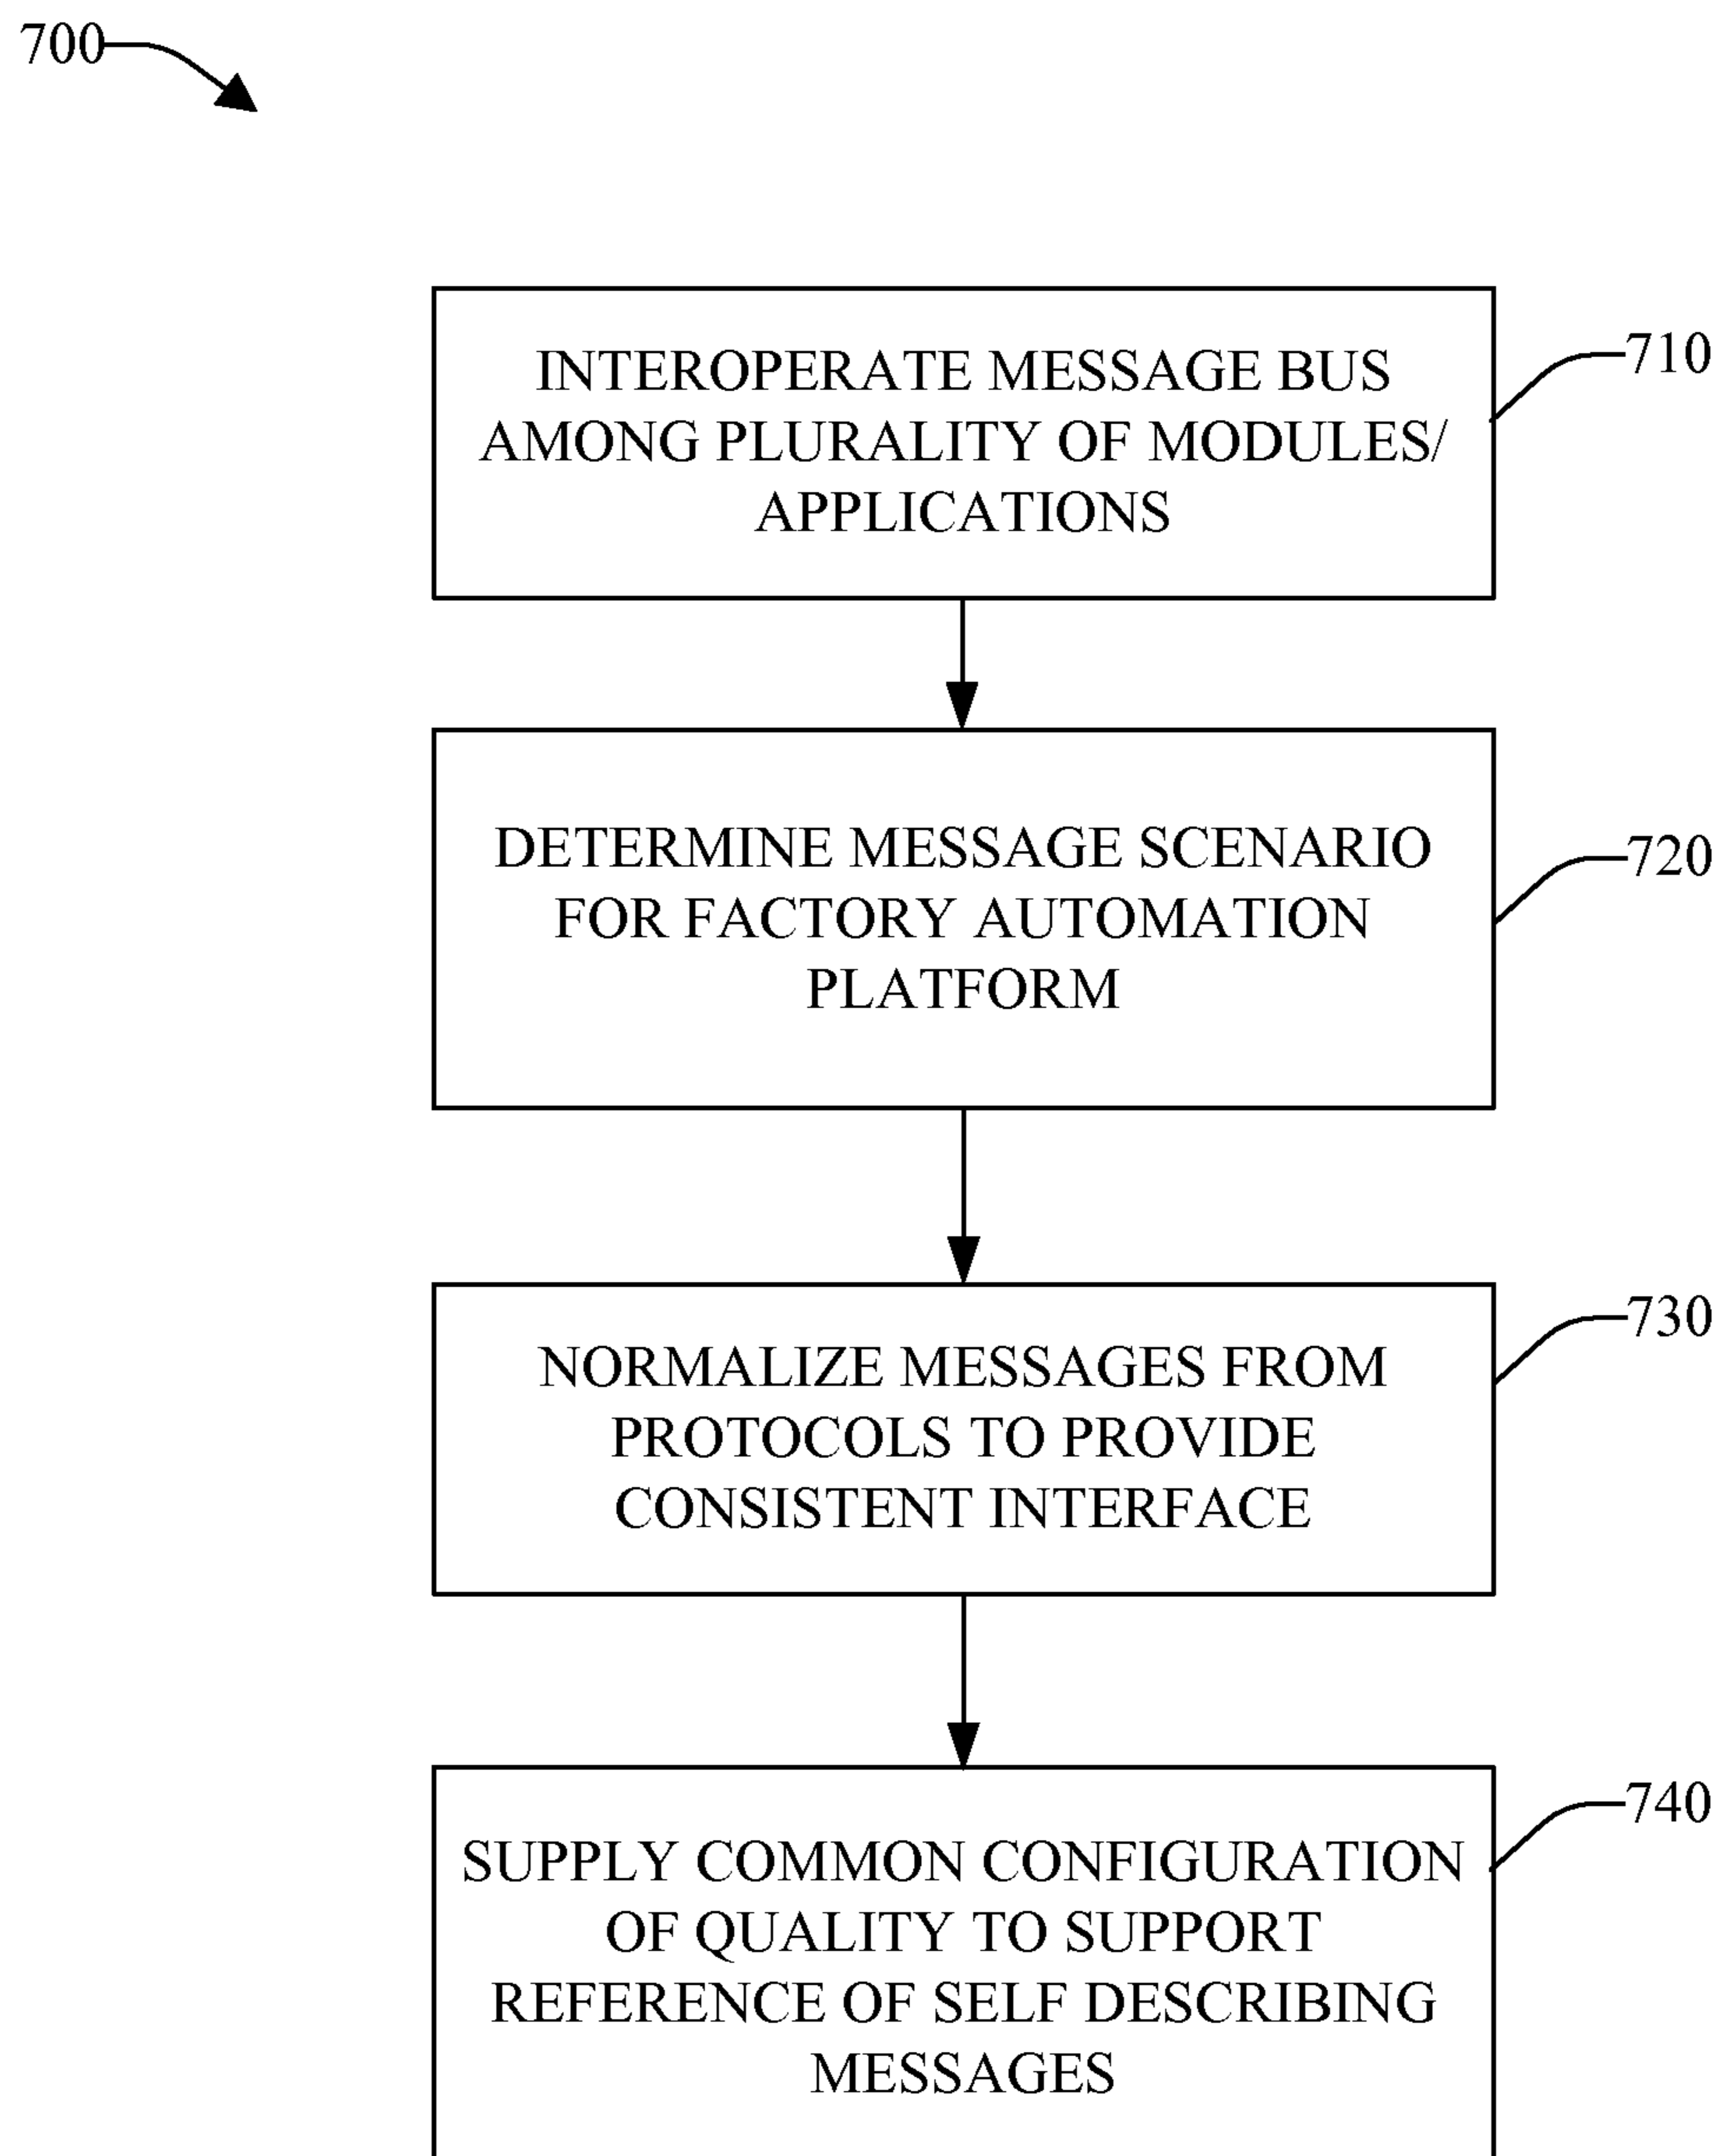 700
INTEROPERATE MESSAGE BUS
AMONG PLURALITY OF MODULES/
APPLICATIONS
710
DETERMINE MESSAGE SCENARIO
FOR FACTORY AUTOMATION
PLATFORM
720
NORMALIZE MESSAGES FROM
PROTOCOLS TO PROVIDE
CONSISTENT INTERFACE
730
SUPPLY COMMON CONFIGURATION
OF QUALITY TO SUPPORT
REFERENCE OF SELF DESCRIBING
MESSAGES
740